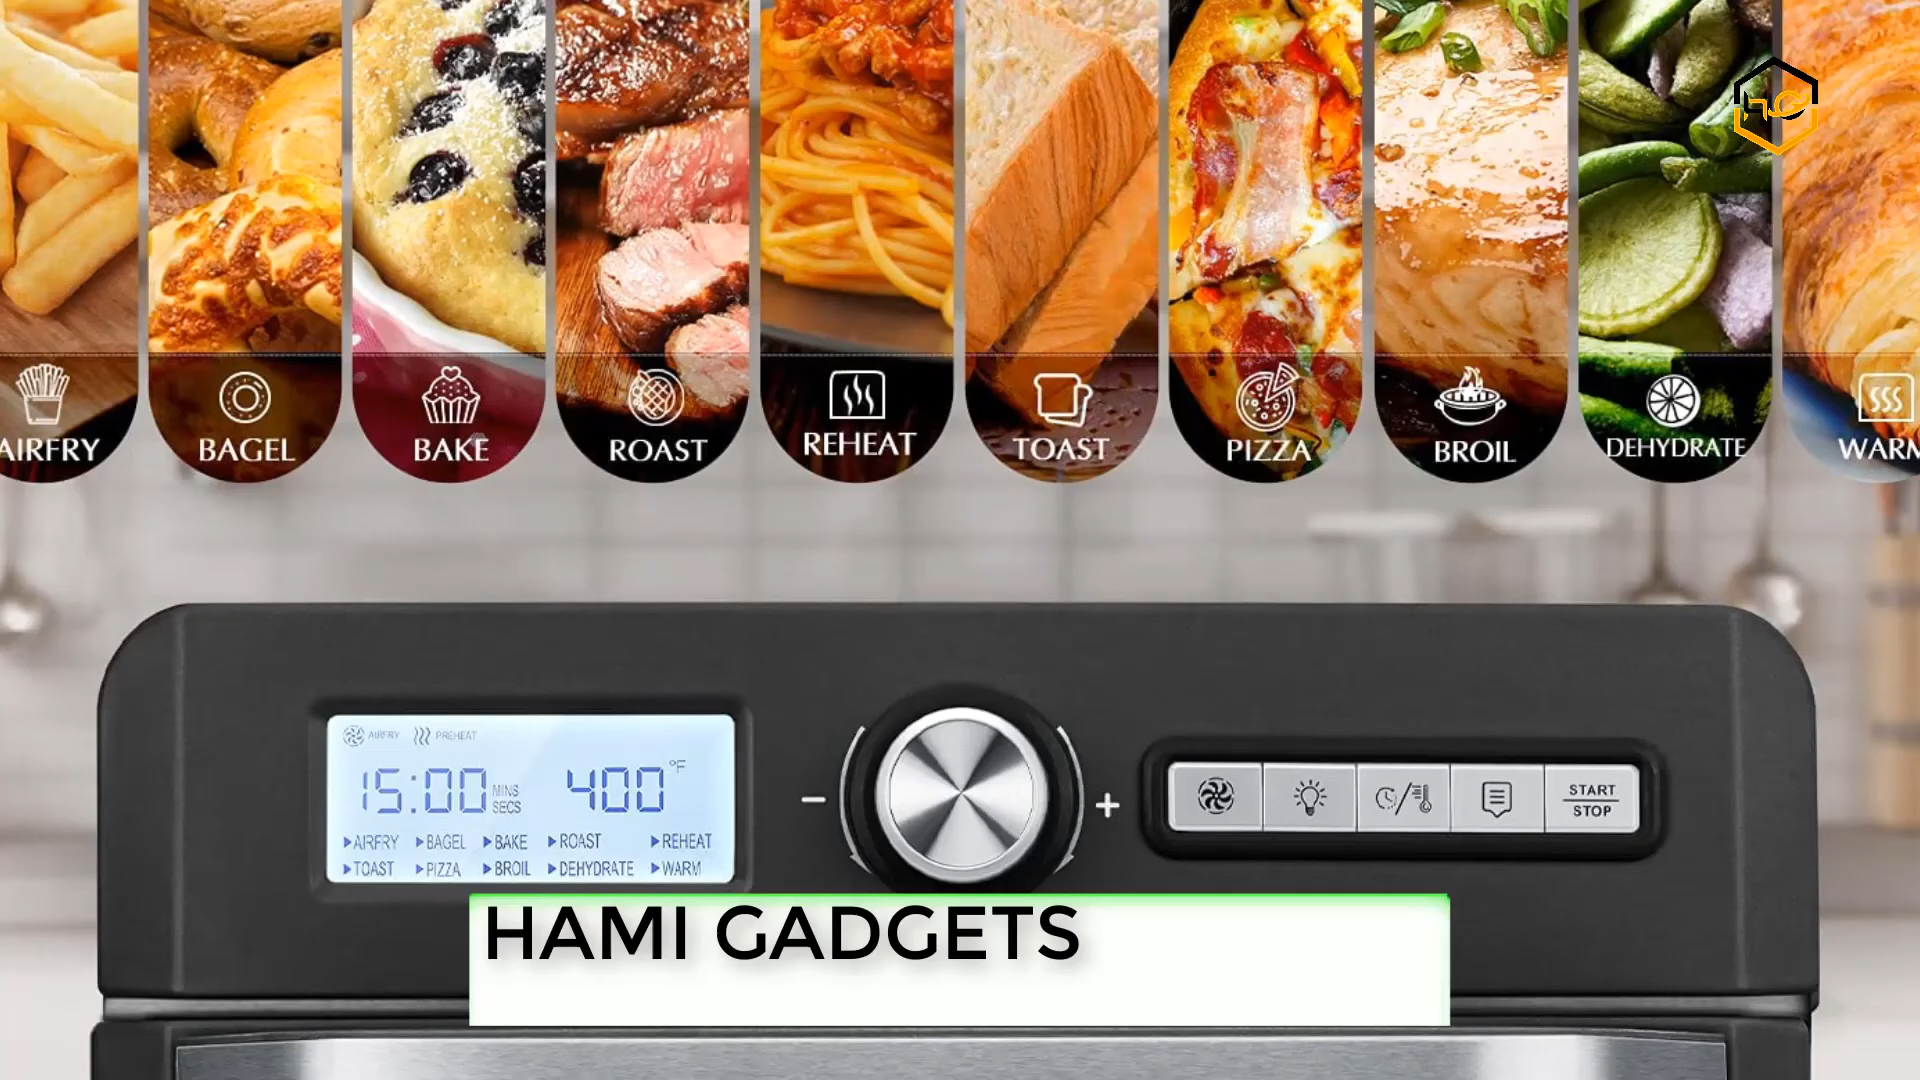 AIRFRY
BAGEL
BAKE
ROAST
REHEAT
TOAST
PIZZA
BROIL
DEHYDRATE
WARM
HG
AIRFRY PREHEAT
15:00 MINS SECS 400 °F
AIRFRY BAGEL BAKE ROAST REHEAT
TOAST PIZZA BROIL DEHYDRATE WARM
− +
START
STOP
HAMI GADGETS